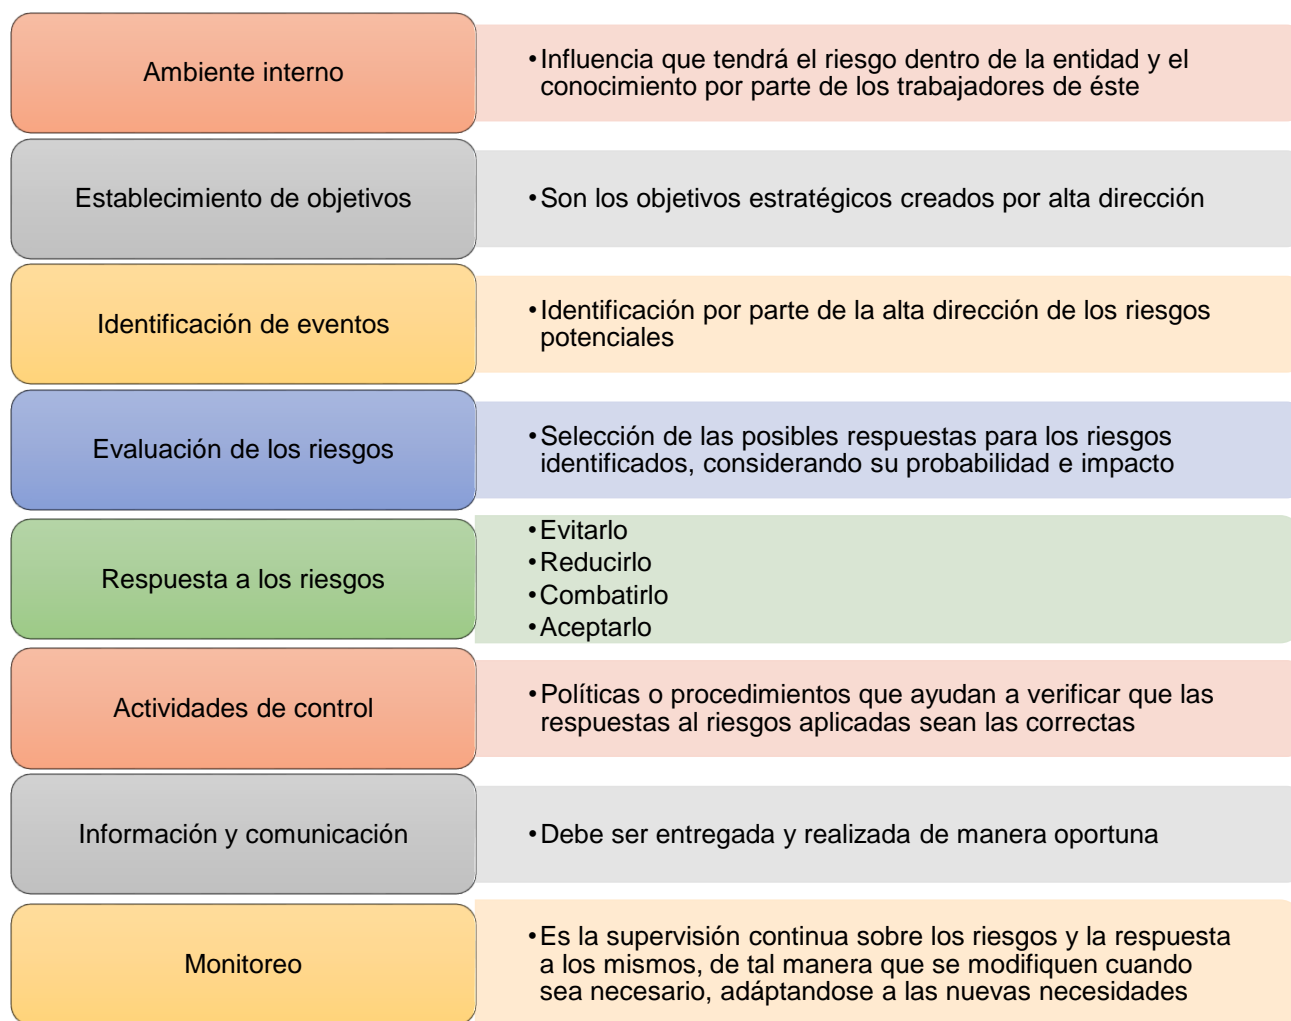 Ambiente interno
•Influencia que tendrá el riesgo dentro de la entidad y el
conocimiento por parte de los trabajadores de éste
Establecimiento de objetivos
•Son los objetivos estratégicos creados por alta dirección
Identificación de eventos
•Identificación por parte de la alta dirección de los riesgos
potenciales
Evaluación de los riesgos
•Selección de las posibles respuestas para los riesgos
identificados, considerando su probabilidad e impacto
Respuesta a los riesgos
•Evitarlo
•Reducirlo
•Combatirlo
•Aceptarlo
Actividades de control
•Políticas o procedimientos que ayudan a verificar que las
respuestas al riesgos aplicadas sean las correctas
Información y comunicación
•Debe ser entregada y realizada de manera oportuna
Monitoreo
•Es la supervisión continua sobre los riesgos y la respuesta
a los mismos, de tal manera que se modifiquen cuando
sea necesario, adáptandose a las nuevas necesidades